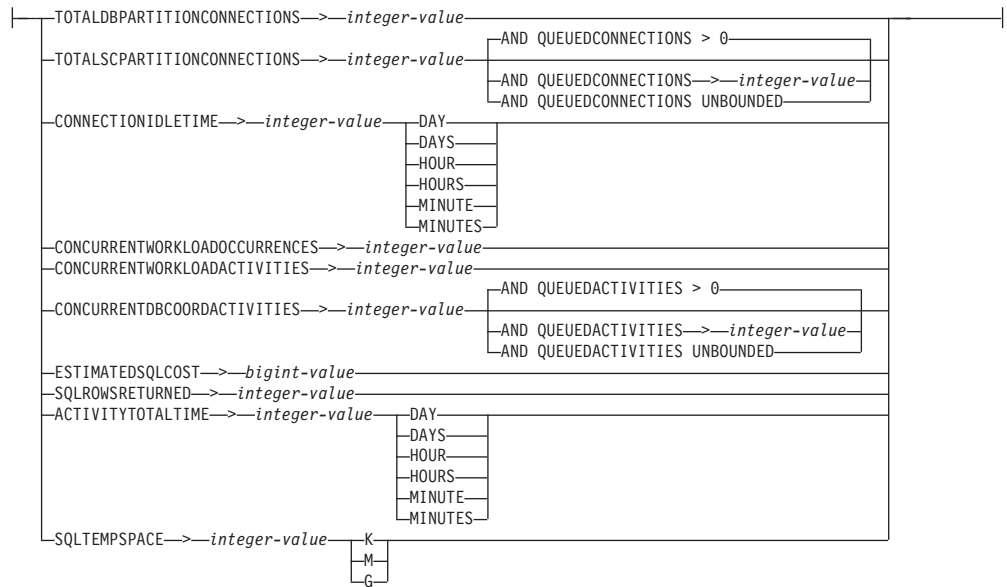 TOTALDBPARTITIONCONNECTIONS > integer-value
AND QUEUEDCONNECTIONS > 0
TOTALSCPARTITIONCONNECTIONS > integer-value
AND QUEUEDCONNECTIONS > integer-value
AND QUEUEDCONNECTIONS UNBOUNDED
CONNECTIONIDLETIME > integer-value DAY
DAYS
HOUR
HOURS
MINUTE
MINUTES
CONCURRENTWORKLOADOCCURRENCES > integer-value
CONCURRENTWORKLOADACTIVITIES > integer-value
AND QUEUEDACTIVITIES > 0
CONCURRENTDBCOORDACTIVITIES > integer-value
AND QUEUEDACTIVITIES > integer-value
AND QUEUEDACTIVITIES UNBOUNDED
ESTIMATEDSQLCOST > bigint-value
SQLROWSRETURNED > integer-value
ACTIVITYTOTALTIME > integer-value DAY
DAYS
HOUR
HOURS
MINUTE
MINUTES
SQLTEMPSPACE > integer-value K
M
G